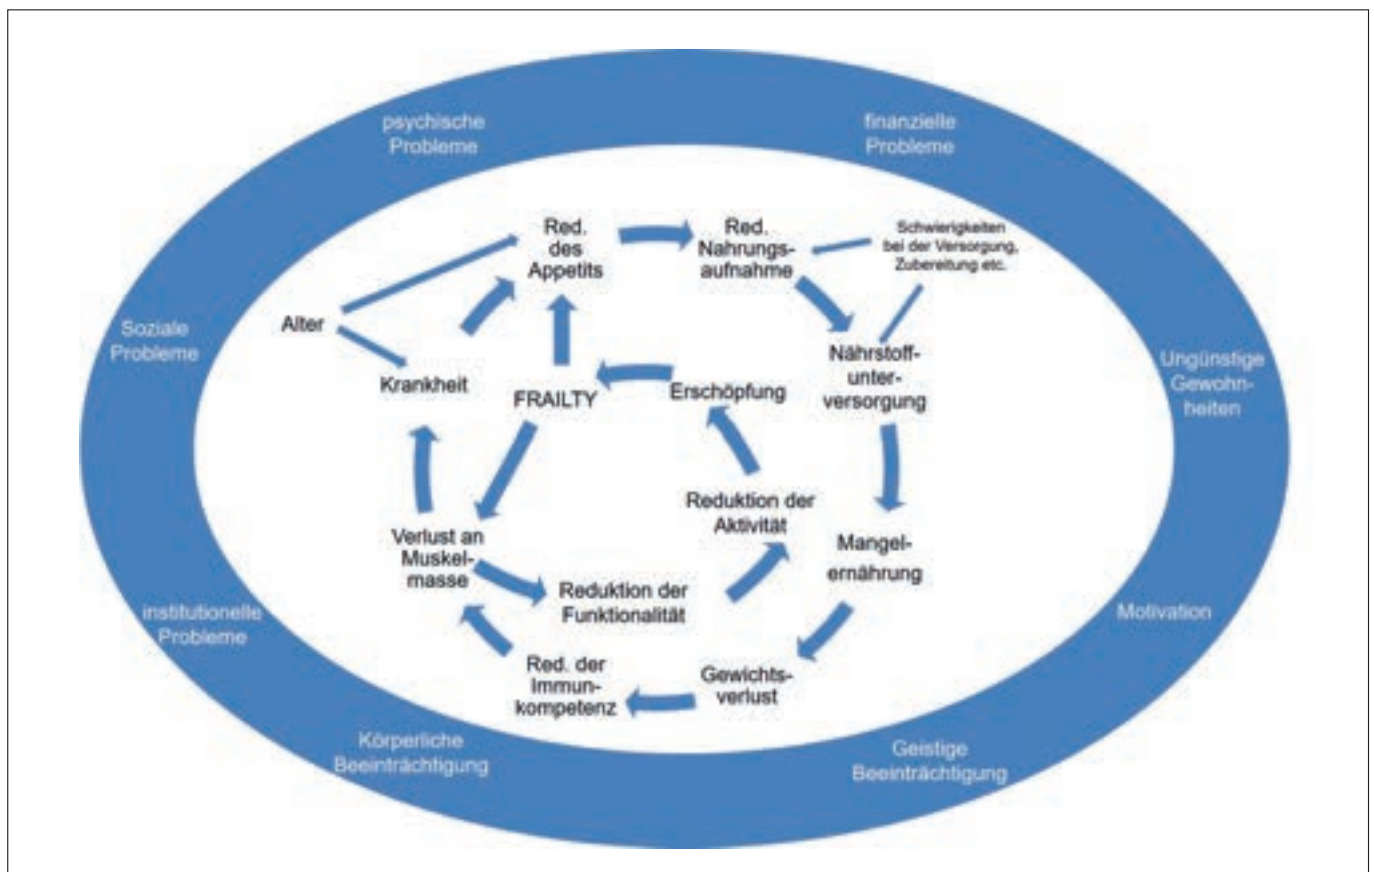 psychische
Probleme
finanzielle
Probleme
Red.
des
Appetits
Red.
Nahrungs-
aufnahme
Schwierigkeiten
bei der Versorgung,
Zubereitung etc.
Alter
Soziale
Probleme
Krankheit
FRAILTY
Erschöpfung
Nährstoff-
unter-
versorgung
Ungünstige
Gewohn-
heiten
Reduktion der
Aktivität
Verlust an
Muskel-
masse
Mangel-
ernährung
Reduktion der
Funktionalität
institutionelle
Probleme
Motivation
Red. der
Immun-
kompetenz
Gewichts-
verlust
Körperliche
Beeinträchtigung
Geistige
Beeinträchtigung